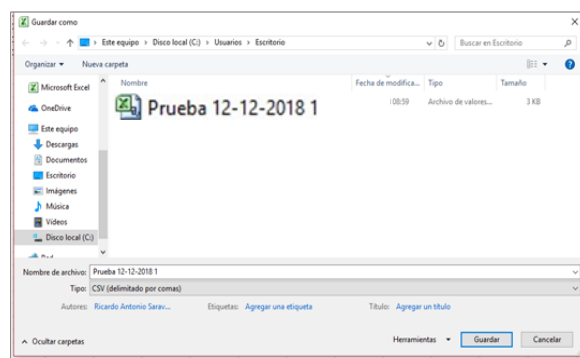 Guardar como
Este equipo > Disco local (C:) > Usuarios > Escritorio
Buscar en Escritorio
Organizar
Nueva carpeta
Nombre
Fecha de modifica...
Tipo
Tamaño
Microsoft Excel
OneDrive
Este equipo
Descargas
Documentos
Escritorio
Imágenes
Música
Vídeos
Disco local (C:)
Prueba 12-12-2018 1
08:59
Archivo de valores...
3 KB
Nombre de archivo: Prueba 12-12-2018 1
Tipo: CSV (delimitado por comas)
Autores: Ricardo Antonio Sarav...
Etiquetas: Agregar una etiqueta
Título: Agregar un título
Ocultar carpetas
Herramientas
Guardar
Cancelar